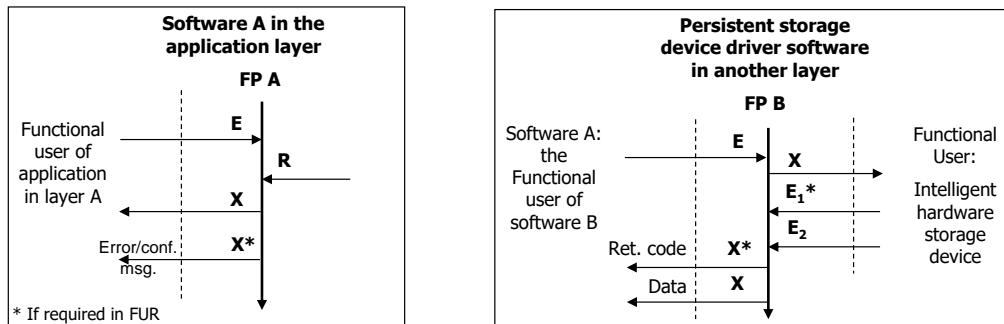 Software A in the
application layer
FP A
Functional
user of
application
in layer A
E
R
X
Error/conf.
msg.
X*
* If required in FUR
Persistent storage
device driver software
in another layer
FP B
Software A:
the
Functional
user of
software B
E
X
E1*
E2
Ret. code
X*
Data
X
Functional
User:
Intelligent
hardware
storage
device